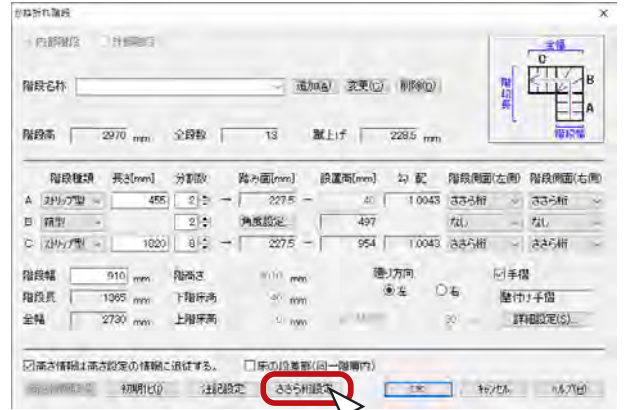 かね折れ階段
内部階段 外部階段
階段名称 追加(A) 変更(C) 削除(D)
全幅
C
B
A
階段長
階段幅
階段高 2970 mm 全段数 13 蹴上げ 228.5 mm
階段種類 長さ[mm] 分割数 踏み面[mm] 設置高[mm] 勾 配 階段側面(左側) 階段側面(右側)
A ストリップ型 455 2 → 227.5 － 40 1.0043 ささら桁 ささら桁
B 箱型 2 角度設定... 497 なし なし
C ストリップ型 1820 8 → 227.5 － 954 1.0043 ささら桁 ささら桁
階段幅 910 mm 階高さ mm 廻り方向 手摺
階段長 1365 mm 下階床高 40 mm 左 右 壁付け手摺
全幅 2730 mm 上階床高 mm 詳細設定(S)...
高さ情報は高さ設定の情報に追従する。 床の段差部(同一階層内)
初期化(I) 注記設定 ささら桁設定 OK キャンセル ヘルプ(H)